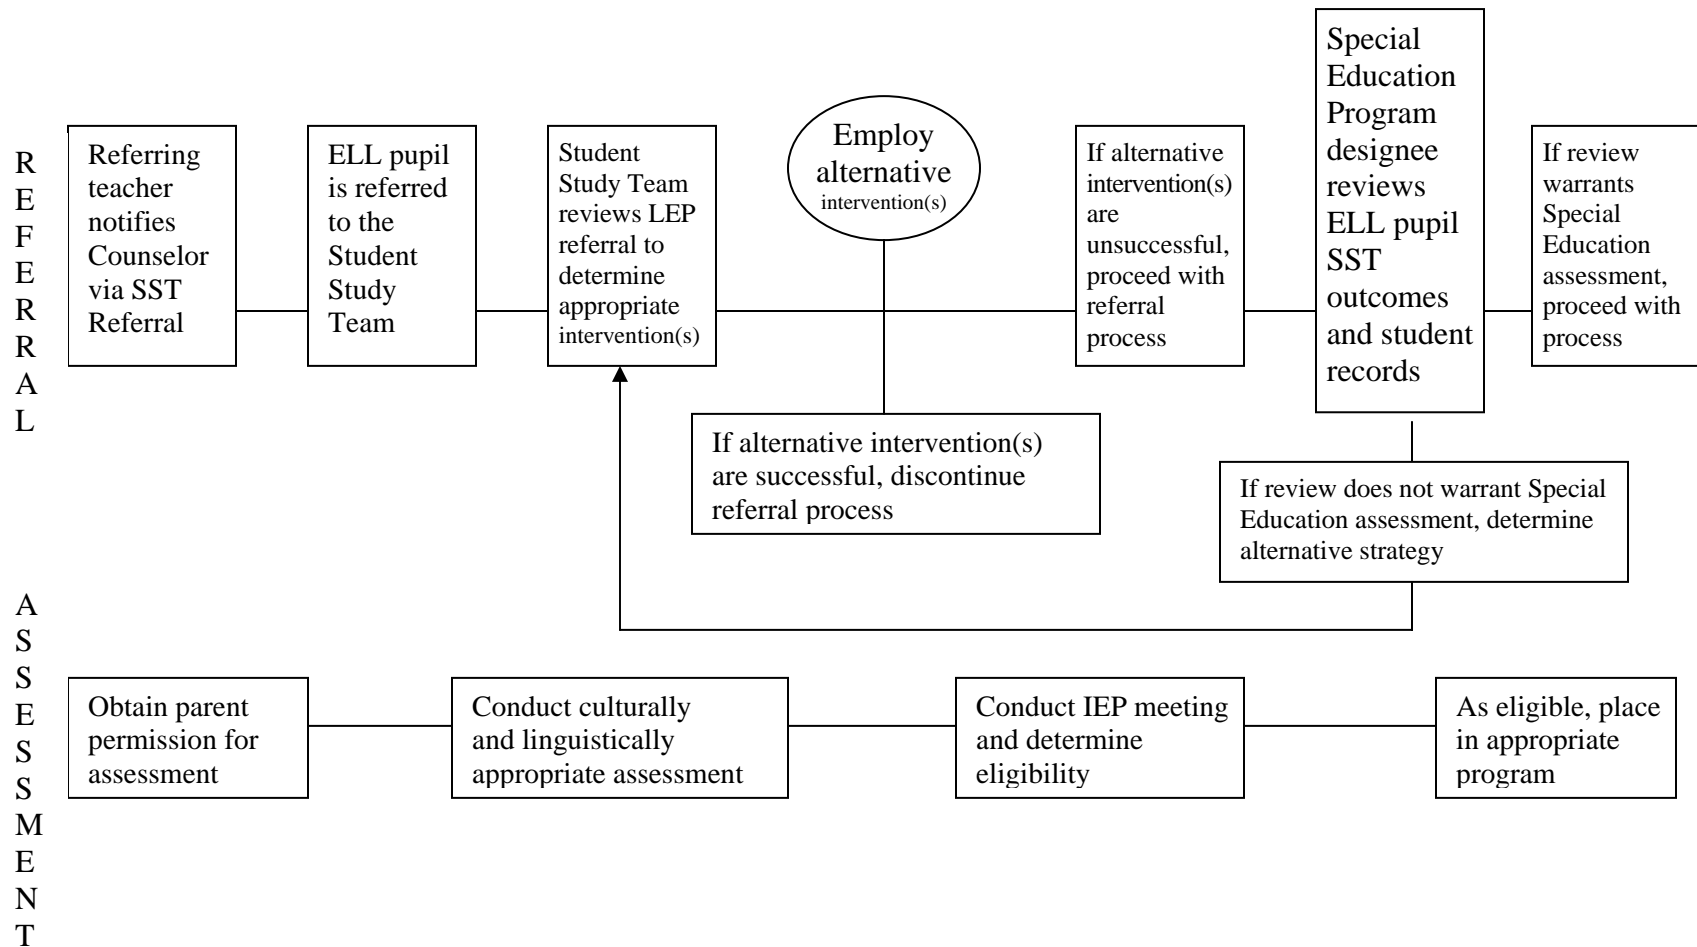 R
E
F
E
R
R
A
L
Referring
teacher
notifies
Counselor
via SST
Referral
ELL pupil
is referred
to the
Student
Study
Team
Student
Study Team
reviews LEP
referral to
determine
appropriate
intervention(s)
Employ
alternative
intervention(s)
If alternative
intervention(s)
are
unsuccessful,
proceed with
referral
process
Special
Education
Program
designee
reviews
ELL pupil
SST
outcomes
and student
records
If review
warrants
Special
Education
assessment,
proceed with
process
If alternative intervention(s)
are successful, discontinue
referral process
If review does not warrant Special
Education assessment, determine
alternative strategy
A
S
S
E
S
S
M
E
N
T
Obtain parent
permission for
assessment
Conduct culturally
and linguistically
appropriate assessment
Conduct IEP meeting
and determine
eligibility
As eligible, place
in appropriate
program